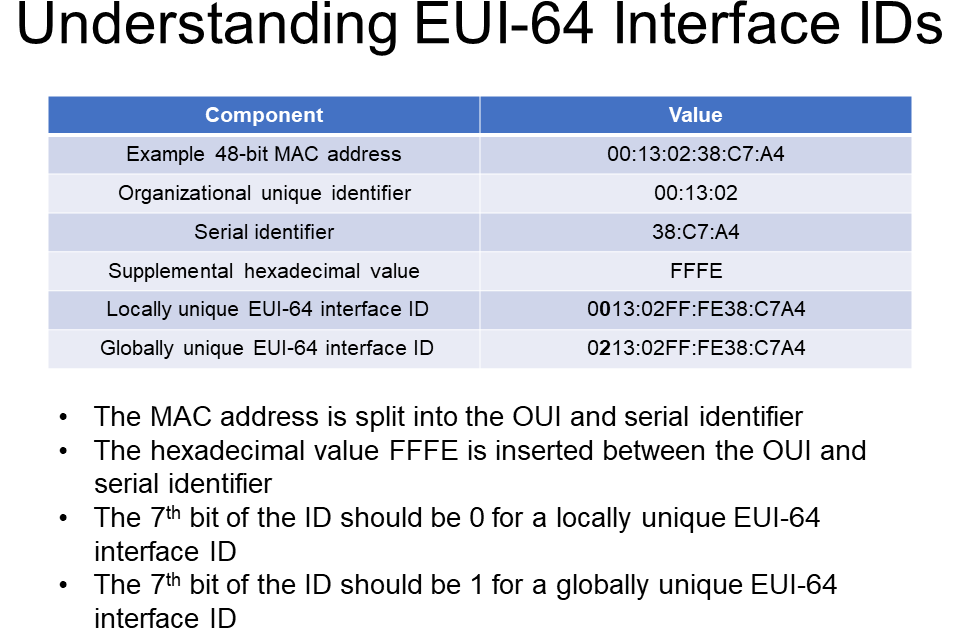 Understanding EUI-64 Interface IDs
Component Value
Example 48-bit MAC address 00:13:02:38:C7:A4
Organizational unique identifier 00:13:02
Serial identifier 38:C7:A4
Supplemental hexadecimal value FFFE
Locally unique EUI-64 interface ID 0013:02FF:FE38:C7A4
Globally unique EUI-64 interface ID 0213:02FF:FE38:C7A4
• The MAC address is split into the OUI and serial identifier
• The hexadecimal value FFFE is inserted between the OUI and
serial identifier
• The 7th bit of the ID should be 0 for a locally unique EUI-64
interface ID
• The 7th bit of the ID should be 1 for a globally unique EUI-64
interface ID